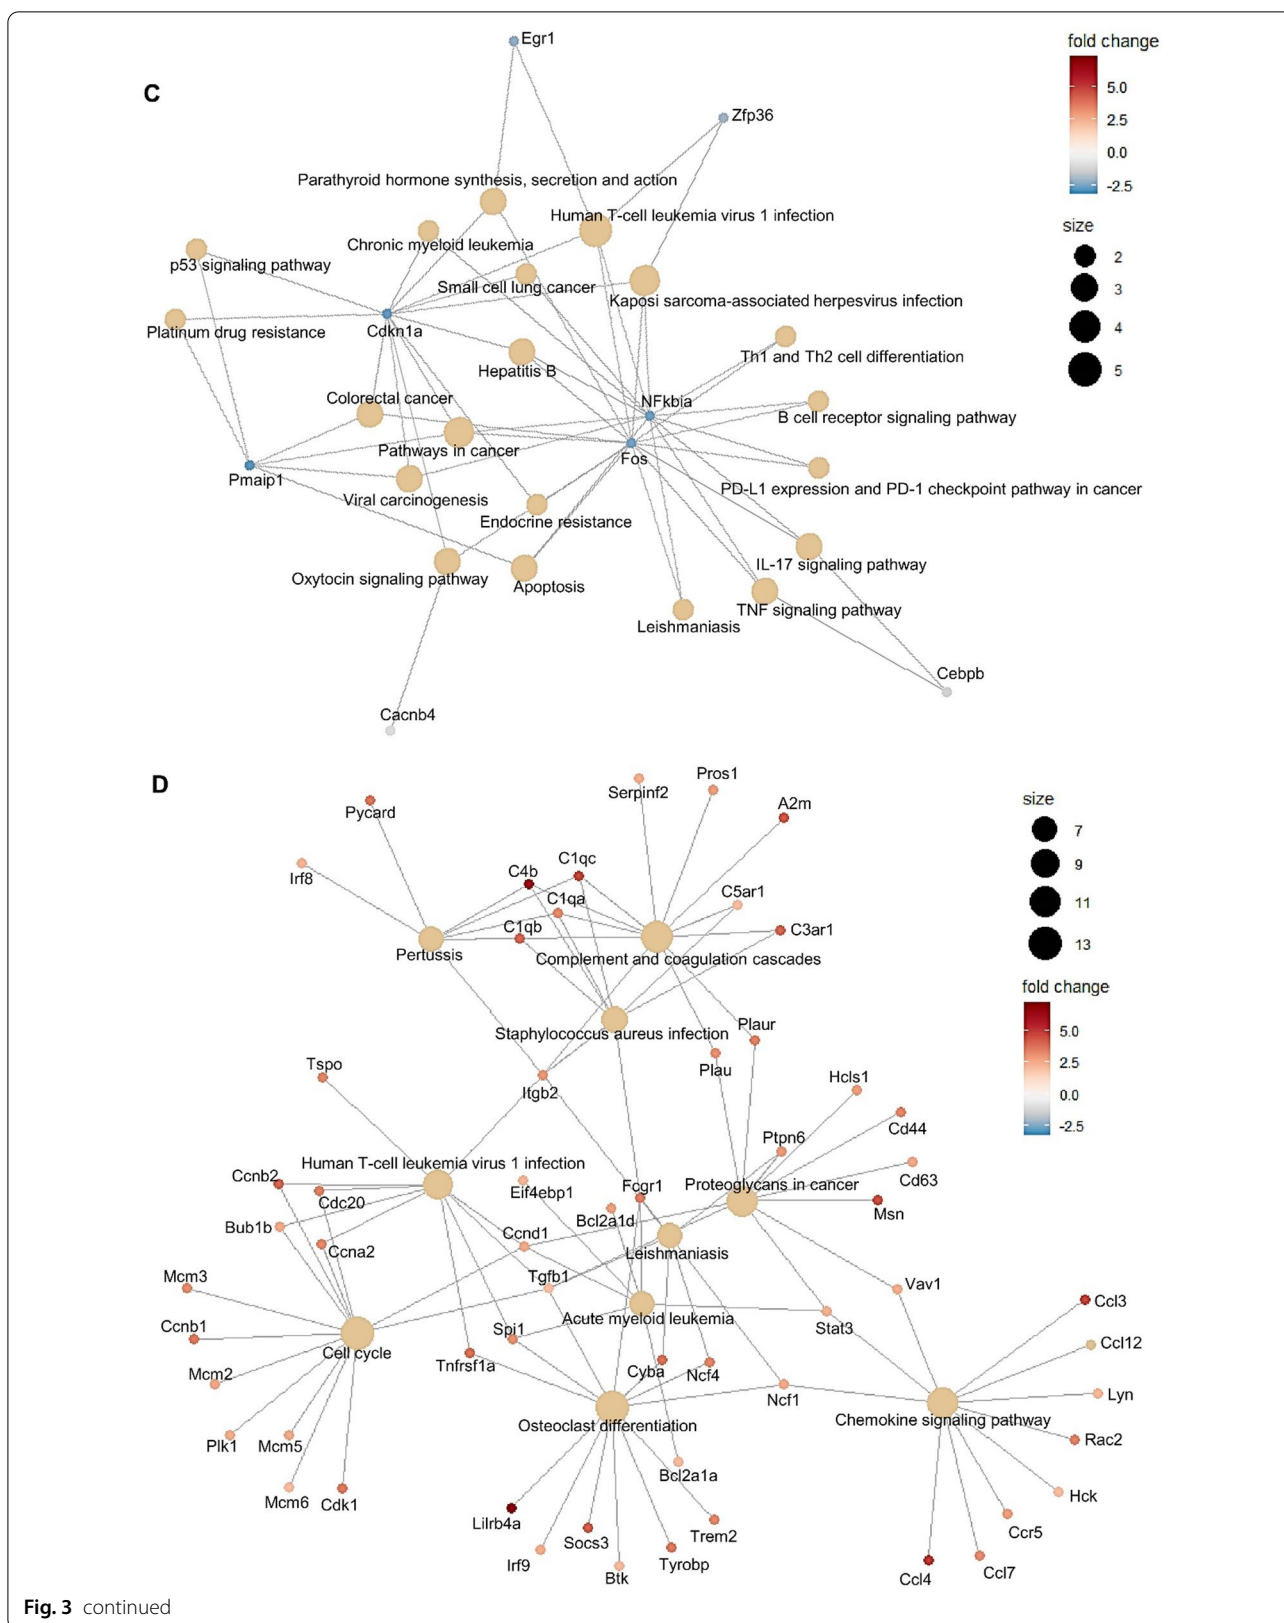 C
Egr1
Zfp36
Parathyroid hormone synthesis, secretion and action
Human T-cell leukemia virus 1 infection
Chronic myeloid leukemia
p53 signaling pathway
Small cell lung cancer
Kaposi sarcoma-associated herpesvirus infection
Platinum drug resistance
Cdkn1a
Th1 and Th2 cell differentiation
Hepatitis B
Colorectal cancer
NFkbia
B cell receptor signaling pathway
Pathways in cancer
Fos
Pmaip1
PD-L1 expression and PD-1 checkpoint pathway in cancer
Viral carcinogenesis
Endocrine resistance
IL-17 signaling pathway
Oxytocin signaling pathway
Apoptosis
TNF signaling pathway
Leishmaniasis
Cebpb
Cacnb4
fold change
5.0
2.5
0.0
-2.5
size
2
3
4
5
D
Pros1
Serpinf2
A2m
Pycard
C1qc
C4b
Irf8
C1qa
C5ar1
C1qb
C3ar1
Pertussis
Complement and coagulation cascades
Staphylococcus aureus infection
Plaur
Tspo
Plau
Hcls1
Itgb2
Cd44
Ptpn6
Human T-cell leukemia virus 1 infection
Ccnb2
Cdc20
Eif4ebp1
Fcgr1
Proteoglycans in cancer
Cd63
Msn
Bub1b
Bcl2a1d
Ccnd1
Ccna2
Leishmaniasis
Mcm3
Tgfb1
Vav1
Ccl3
Ccnb1
Spi1
Acute myeloid leukemia
Stat3
Ccl12
Cell cycle
Tnfrsf1a
Cyba
Ncf4
Mcm2
Ncf1
Lyn
Osteoclast differentiation
Chemokine signaling pathway
Plk1
Mcm5
Rac2
Bcl2a1a
Mcm6
Cdk1
Hck
Lilrb4a
Socs3
Trem2
Ccr5
Irf9
Btk
Tyrobp
Ccl4
Ccl7
size
7
9
11
13
fold change
5.0
2.5
0.0
-2.5
Fig. 3 continued